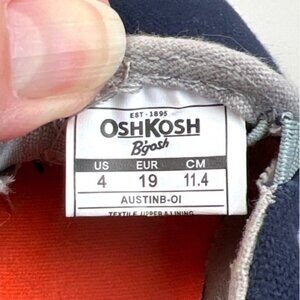 EST · 1895
OSHKOSH
B'gosh
US EUR CM
4 19 11.4
AUSTINB-OI
TEXTILE UPPER & LINING